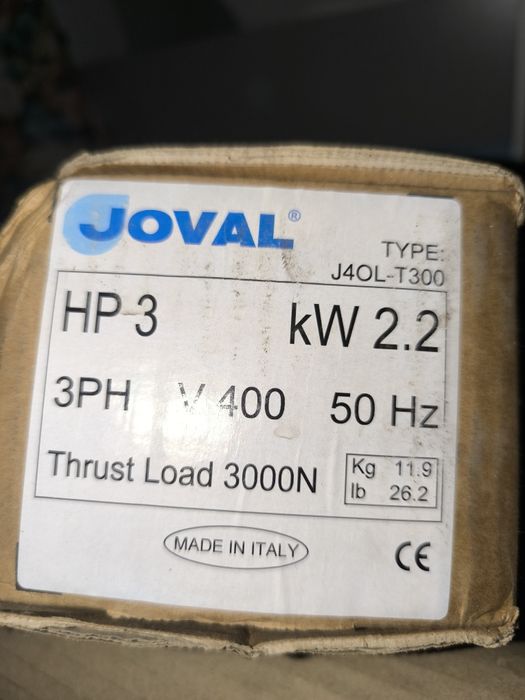 JOVAL®
TYPE:
J4OL-T300
HP 3 kW 2.2
3PH V 400 50 Hz
Thrust Load 3000N
Kg 11.9
lb 26.2
MADE IN ITALY
CE